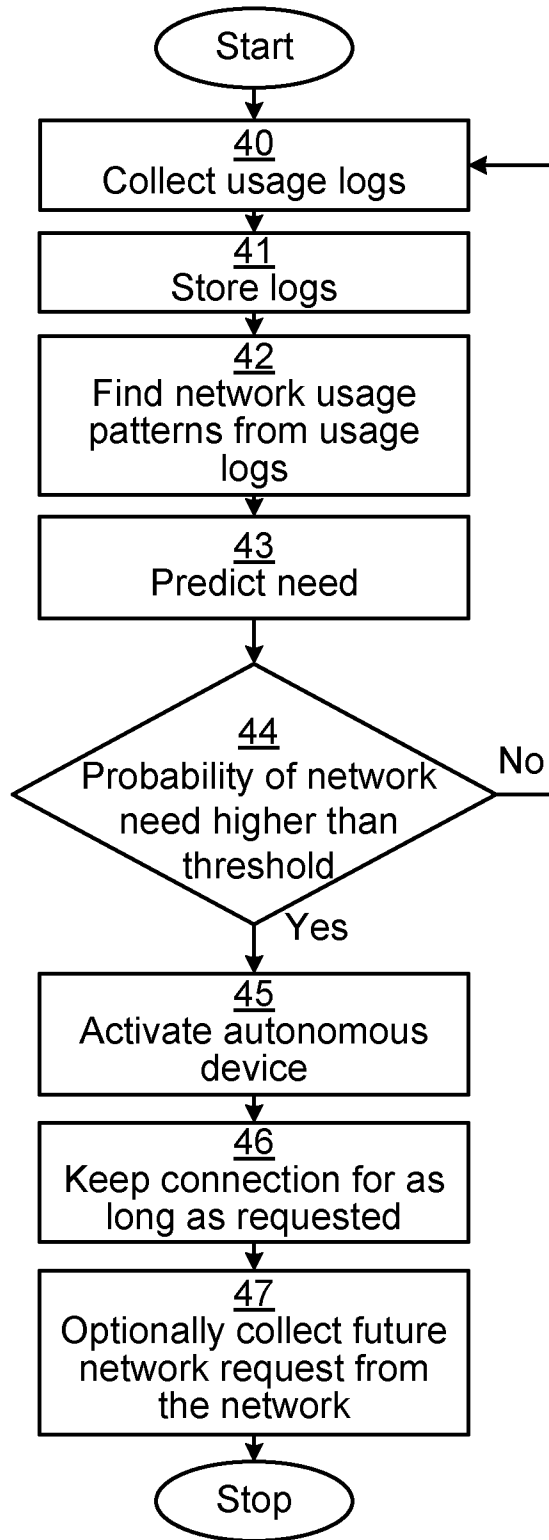 Start
40
Collect usage logs
41
Store logs
42
Find network usage
patterns from usage
logs
43
Predict need
44
Probability of network
need higher than
threshold
No
Yes
45
Activate autonomous
device
46
Keep connection for as
long as requested
47
Optionally collect future
network request from
the network
Stop